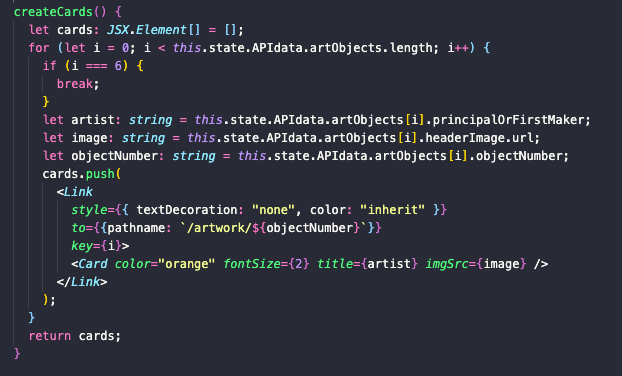 createCards() {
let cards: JSX.Element[] = [];
for (let i = 0; i < this.state.APIdata.artObjects.length; i++) {
if (i === 6) {
break;
}
let artist: string = this.state.APIdata.artObjects[i].principalOrFirstMaker;
let image: string = this.state.APIdata.artObjects[i].headerImage.url;
let objectNumber: string = this.state.APIdata.artObjects[i].objectNumber;
cards.push(
<Link
style={{ textDecoration: "none", color: "inherit" }}
to={{pathname: `/artwork/${objectNumber}`}}
key={i}>
<Card color="orange" fontSize={2} title={artist} imgSrc={image} />
</Link>
);
}
return cards;
}